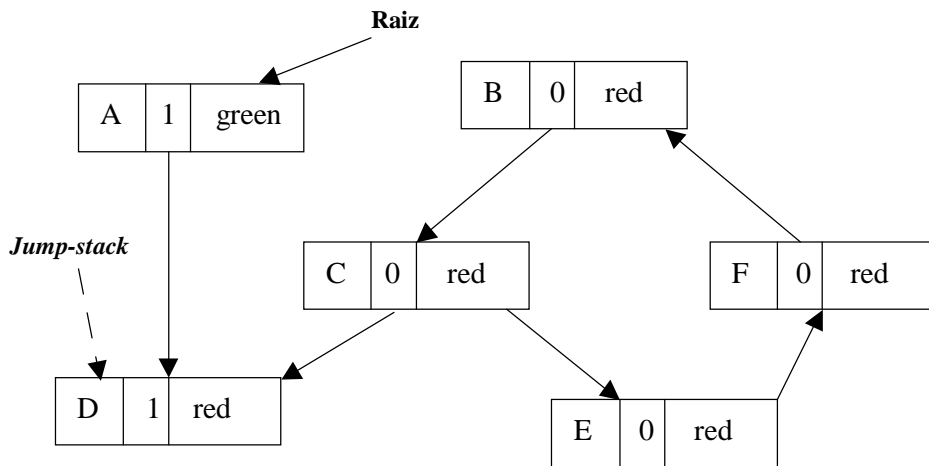 Raiz
A 1 green
B 0 red
Jump-stack
C 0 red
F 0 red
D 1 red
E 0 red